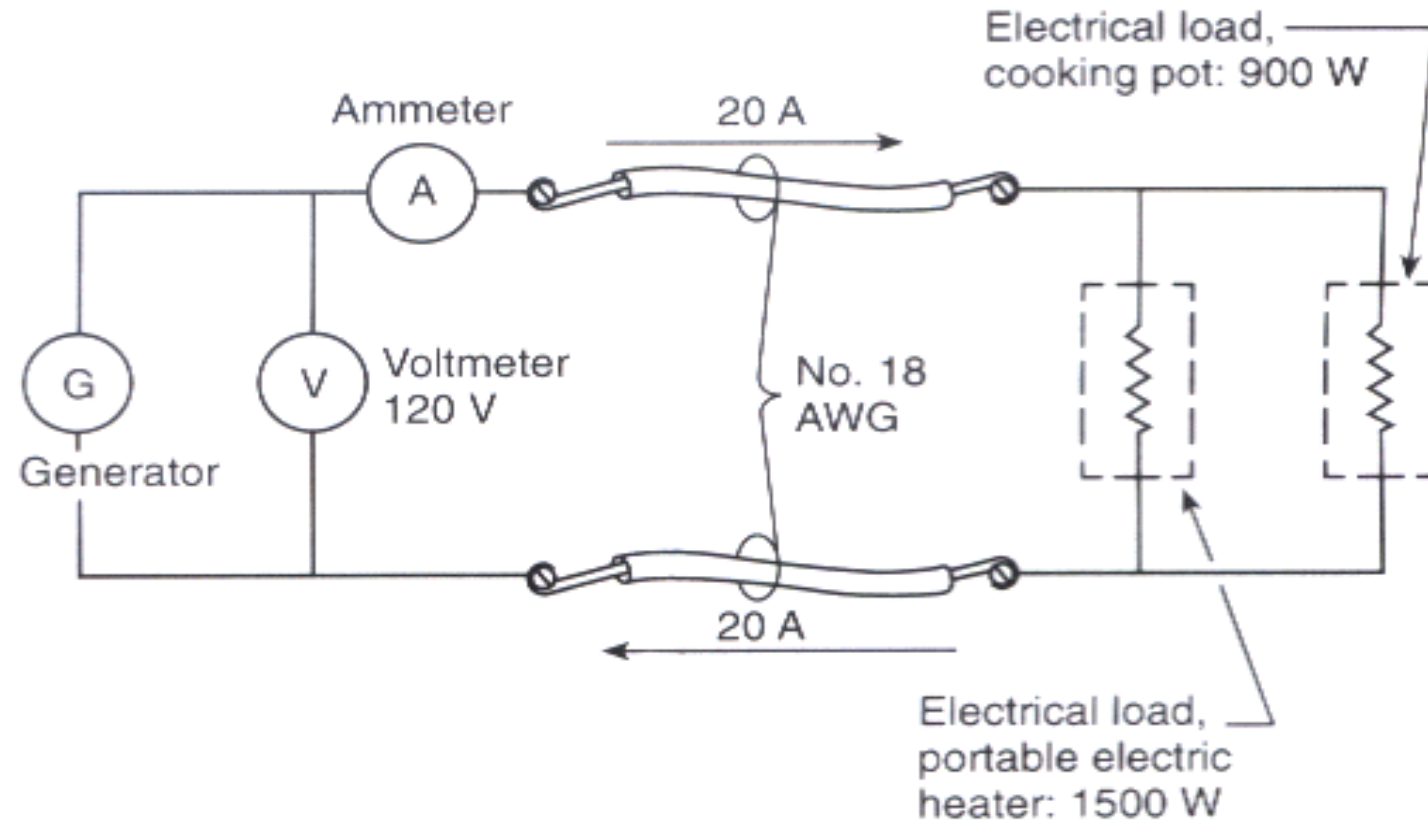 Electrical load,
cooking pot: 900 W
Ammeter
20 A
A
G
V
Voltmeter
120 V
No. 18
AWG
Generator
20 A
Electrical load,
portable electric
heater: 1500 W